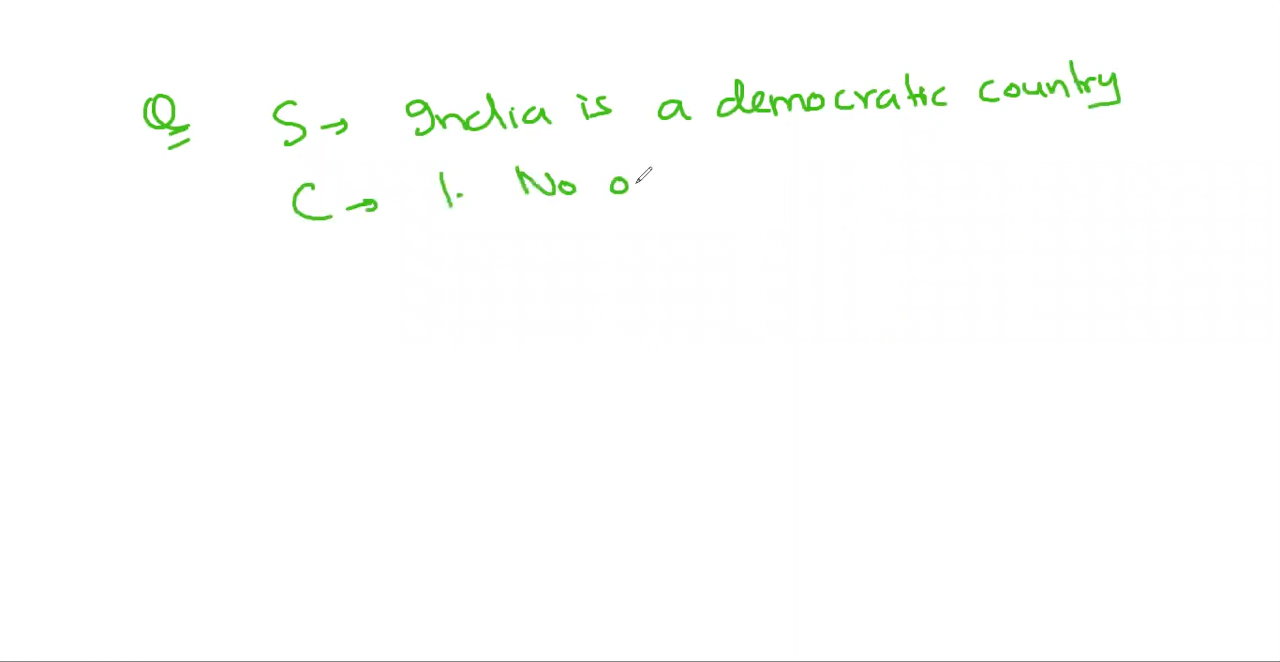 Q S → India is a democratic country
C → 1. No o